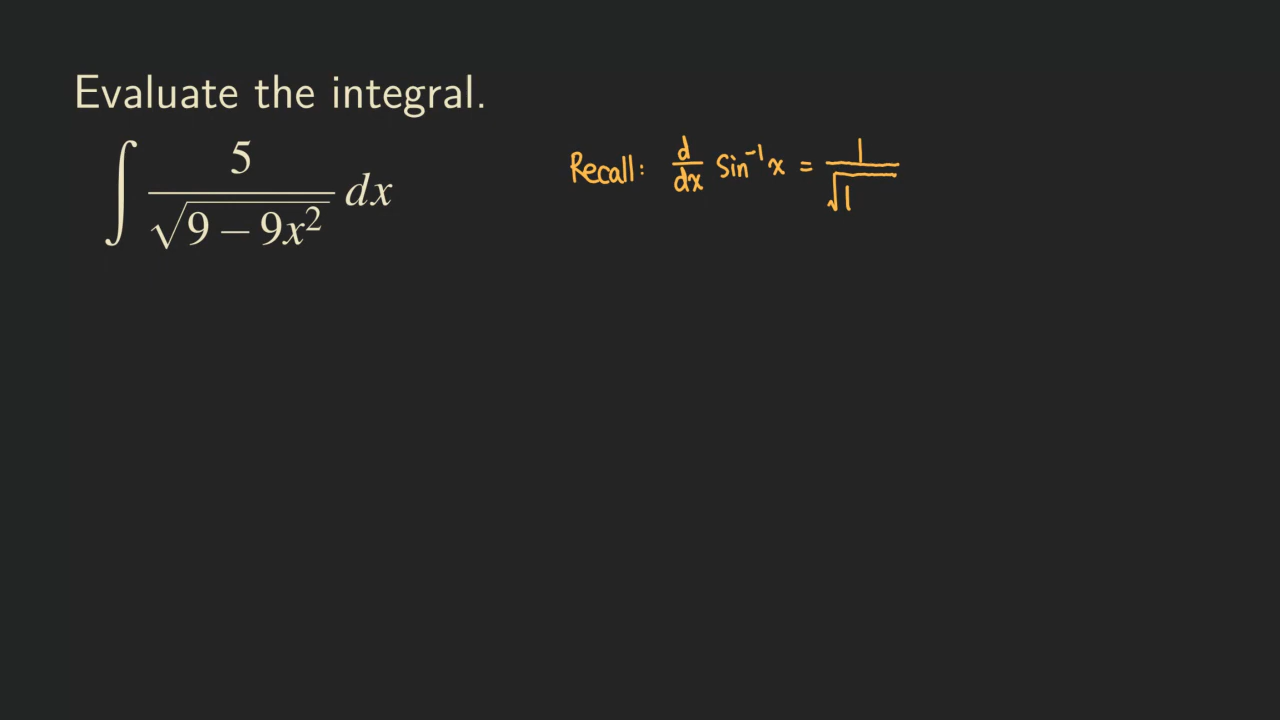 Evaluate the integral.
∫ 5/√(9 − 9x²) dx
Recall: d/dx Sin⁻¹x = 1/√1